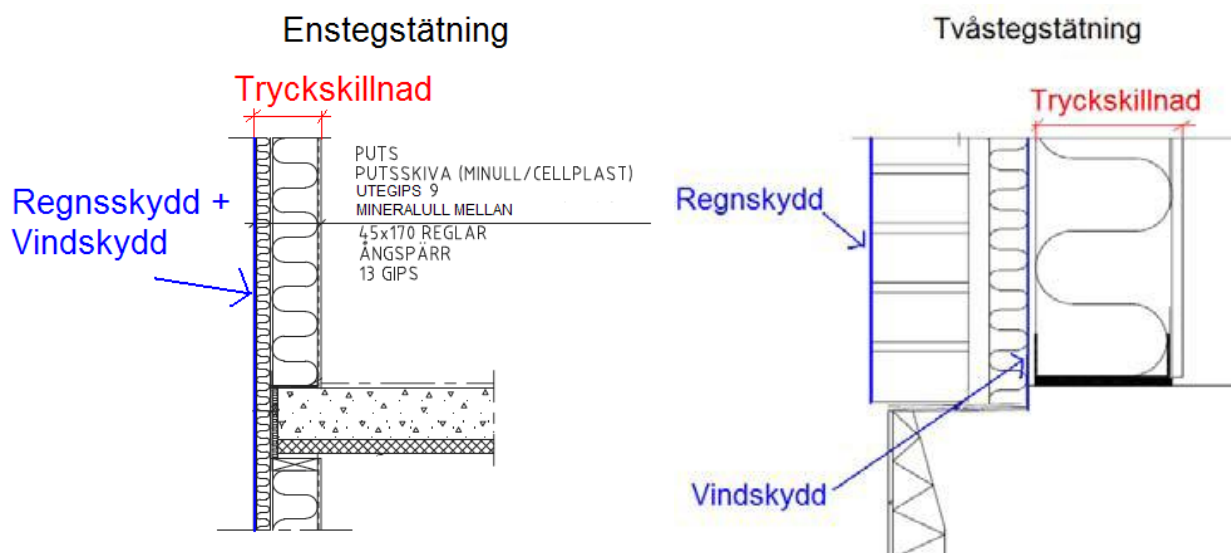 Enstegstätning
Tryckskillnad
Regnsskydd +
Vindskydd
PUTS
PUTSSKIVA (MINULL/CELLPLAST)
UTEGIPS 9
MINERALULL MELLAN
45x170 REGLAR
ÅNGSPÄRR
13 GIPS
Tvåstegstätning
Tryckskillnad
Regnskydd
Vindskydd